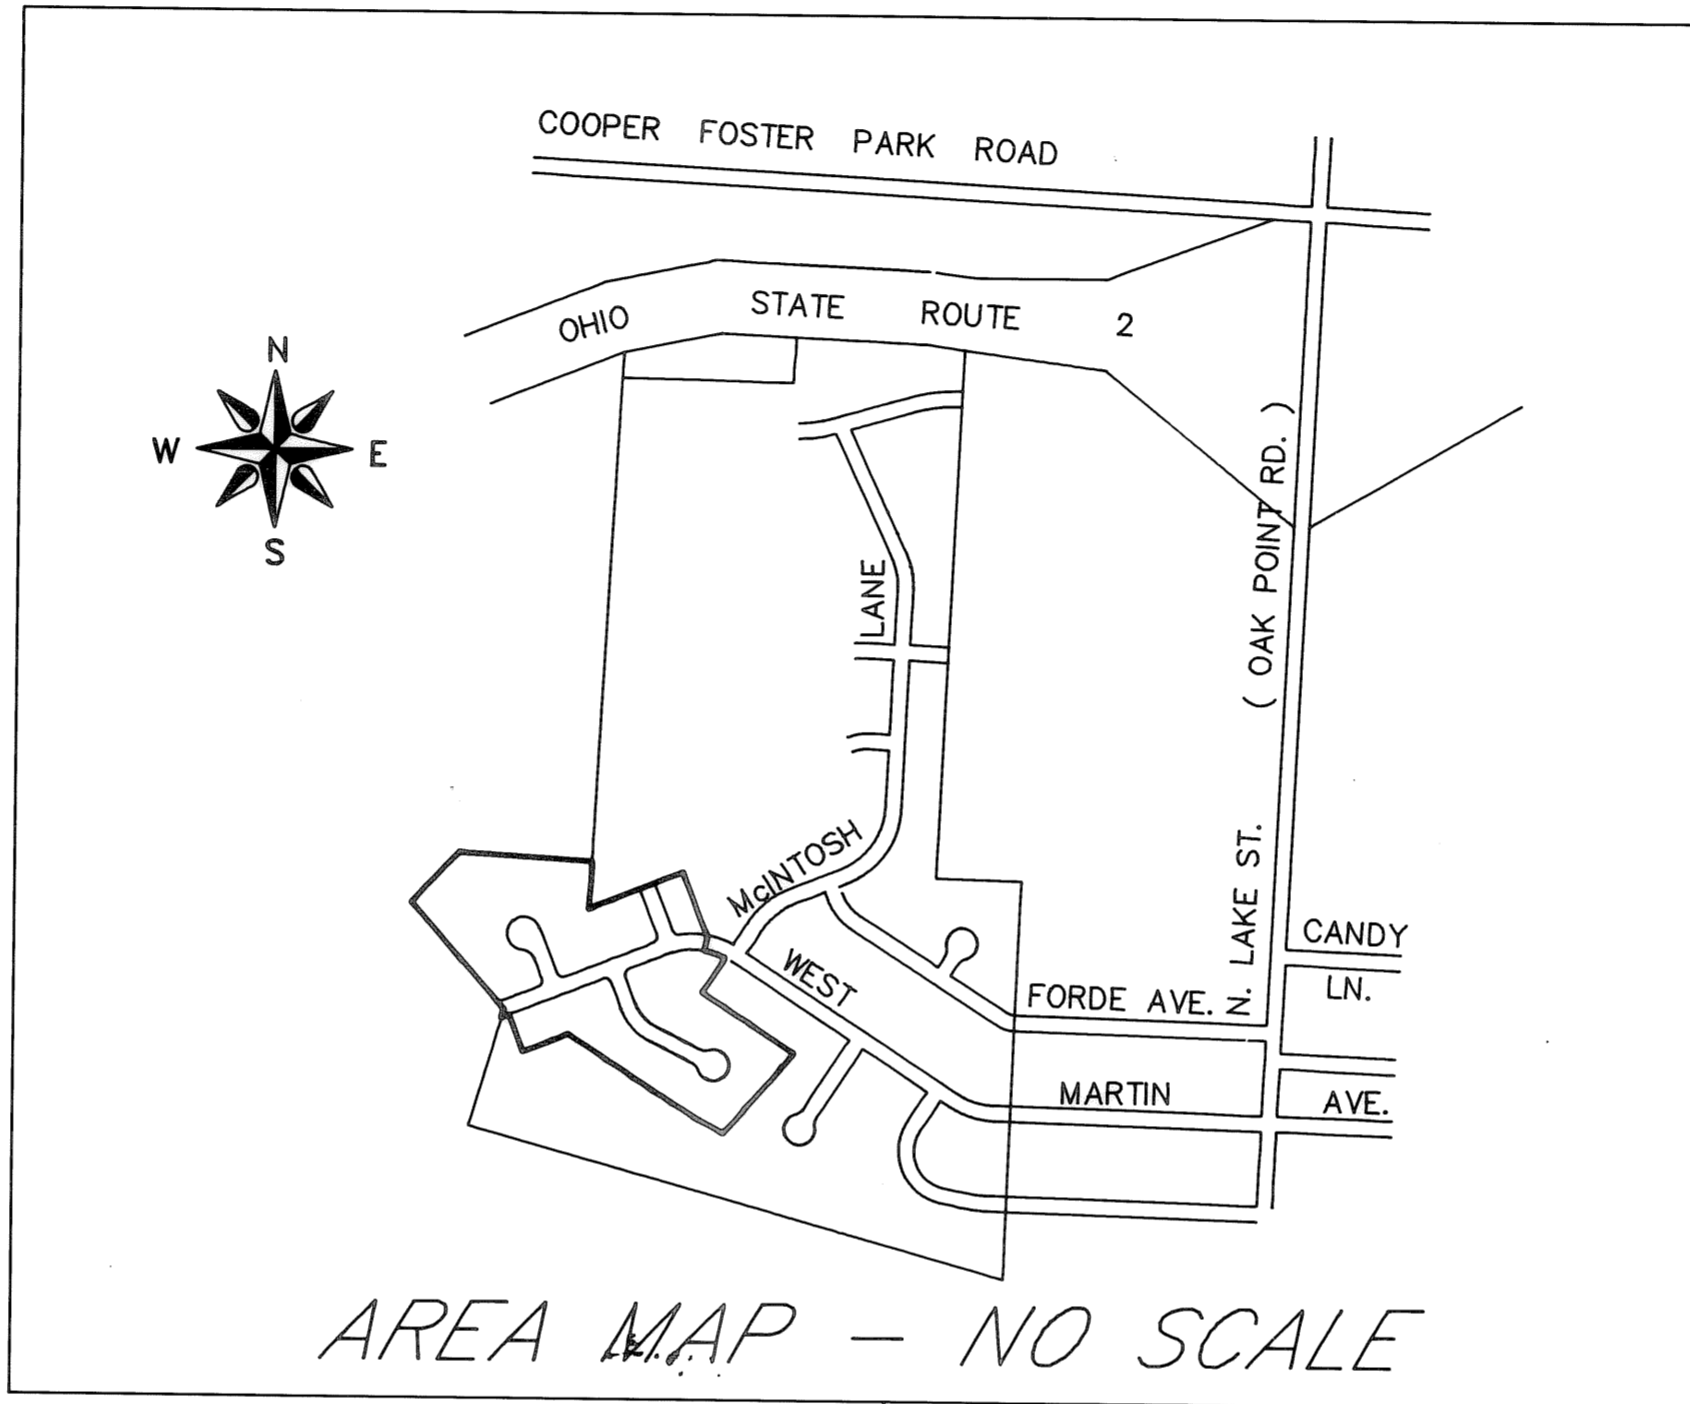 COOPER FOSTER PARK ROAD
OHIO STATE ROUTE 2
N
W E
S
( OAK POINT RD. )
LANE
McINTOSH
N. LAKE ST.
CANDY
LN.
WEST
FORDE AVE.
MARTIN AVE.
AREA MAP – NO SCALE